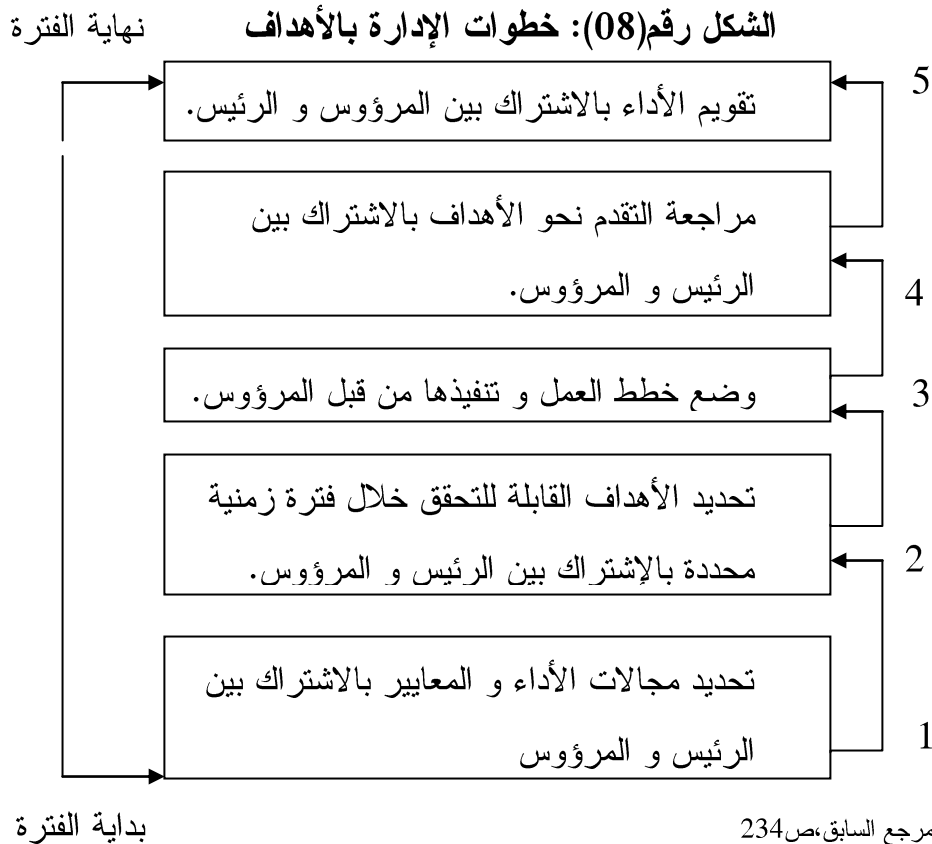 الشكل رقم(08): خطوات الإدارة بالأهداف
نهاية الفترة
5
تقويم الأداء بالاشتراك بين المرؤوس و الرئيس.
مراجعة التقدم نحو الأهداف بالاشتراك بين
الرئيس و المرؤوس.
4
وضع خطط العمل و تنفيذها من قبل المرؤوس.
3
تحديد الأهداف القابلة للتحقق خلال فترة زمنية
محددة بالإشتراك بين الرئيس و المرؤوس.
2
تحديد مجالات الأداء و المعايير بالاشتراك بين
الرئيس و المرؤوس
1
مرجع السابق،ص234
بداية الفترة